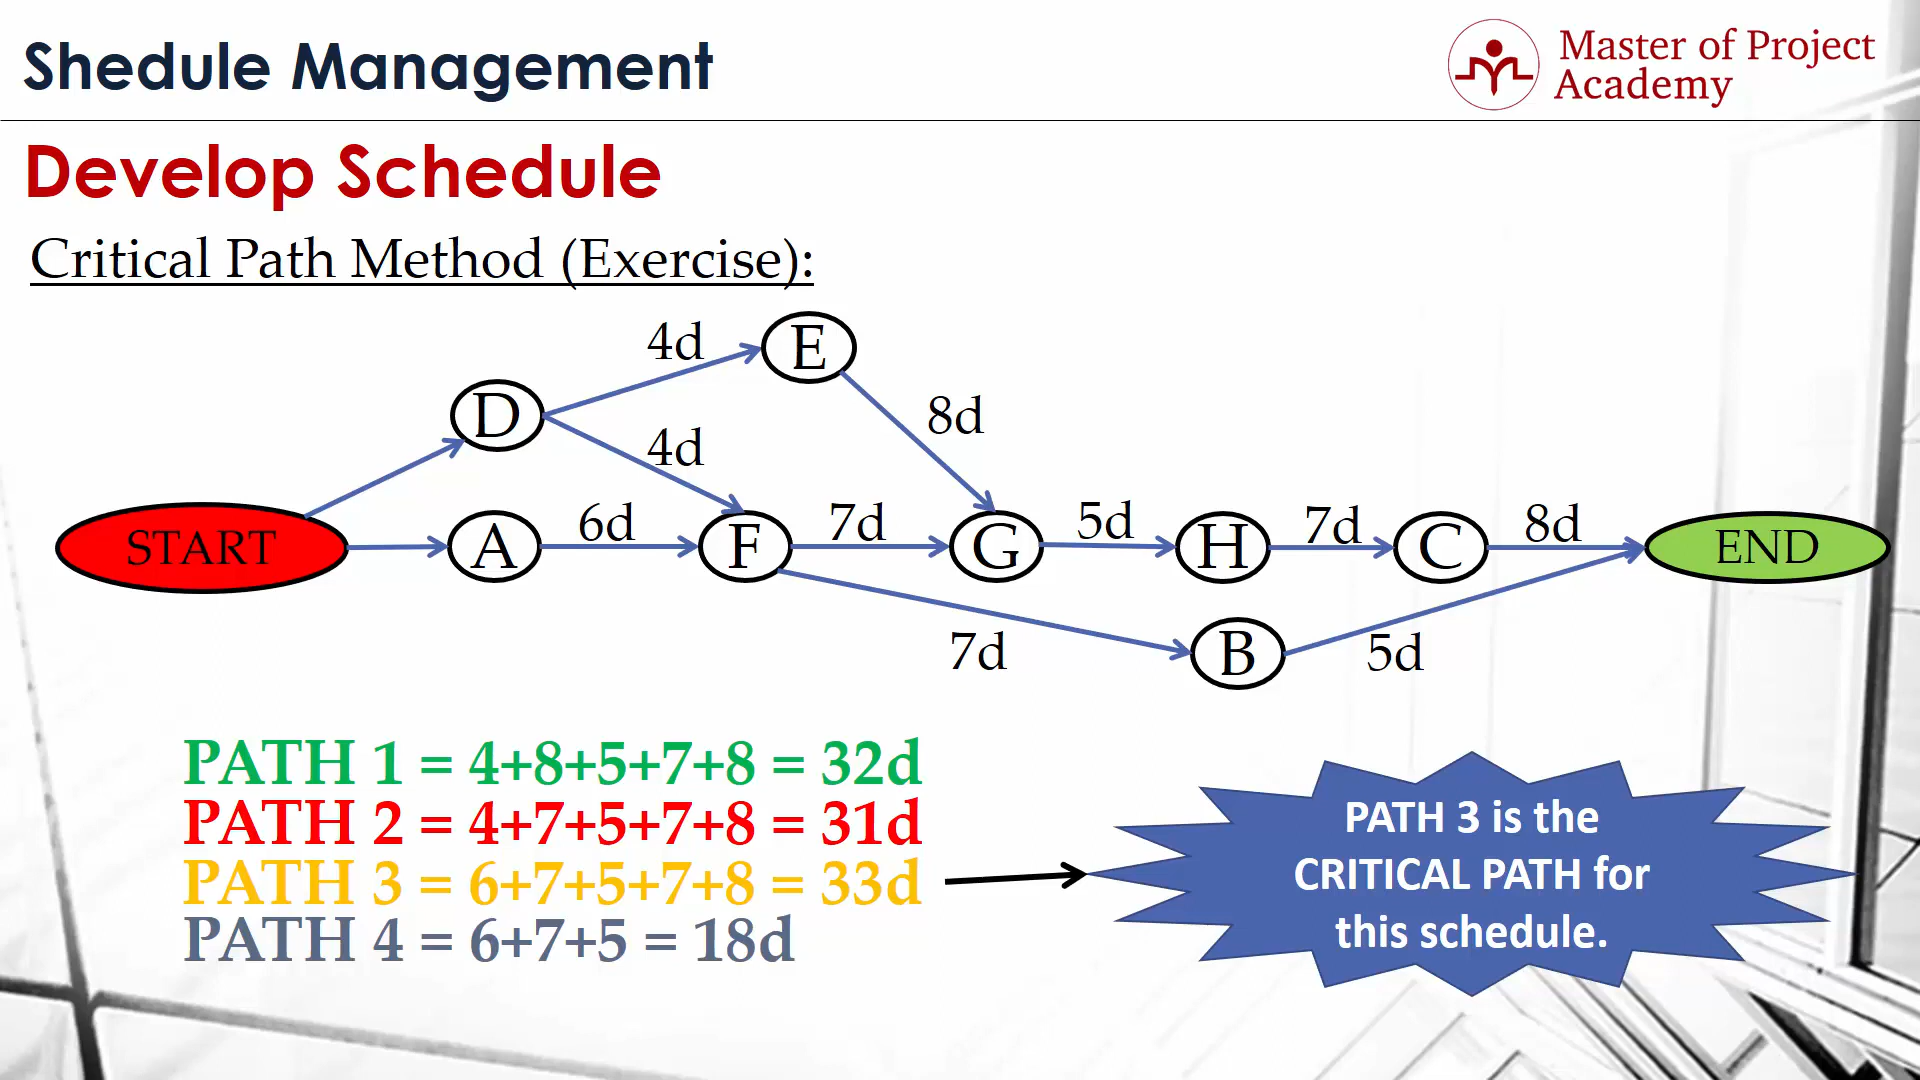 Shedule Management
Master of Project
Academy
Develop Schedule
Critical Path Method (Exercise):
4d
E
D
8d
4d
START
A
6d
F
7d
G
5d
H
7d
C
8d
END
7d
B
5d
PATH 1 = 4+8+5+7+8 = 32d
PATH 2 = 4+7+5+7+8 = 31d
PATH 3 = 6+7+5+7+8 = 33d
PATH 4 = 6+7+5 = 18d
PATH 3 is the
CRITICAL PATH for
this schedule.